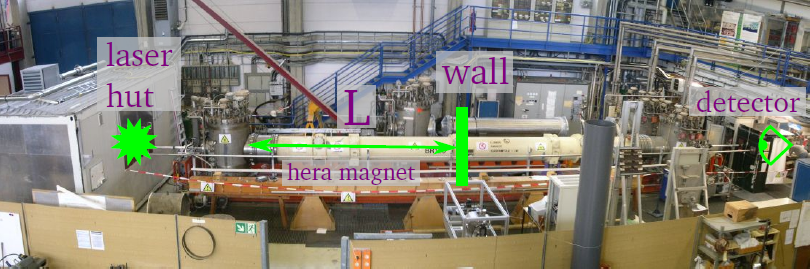 laser
hut
wall
L
detector
hera magnet